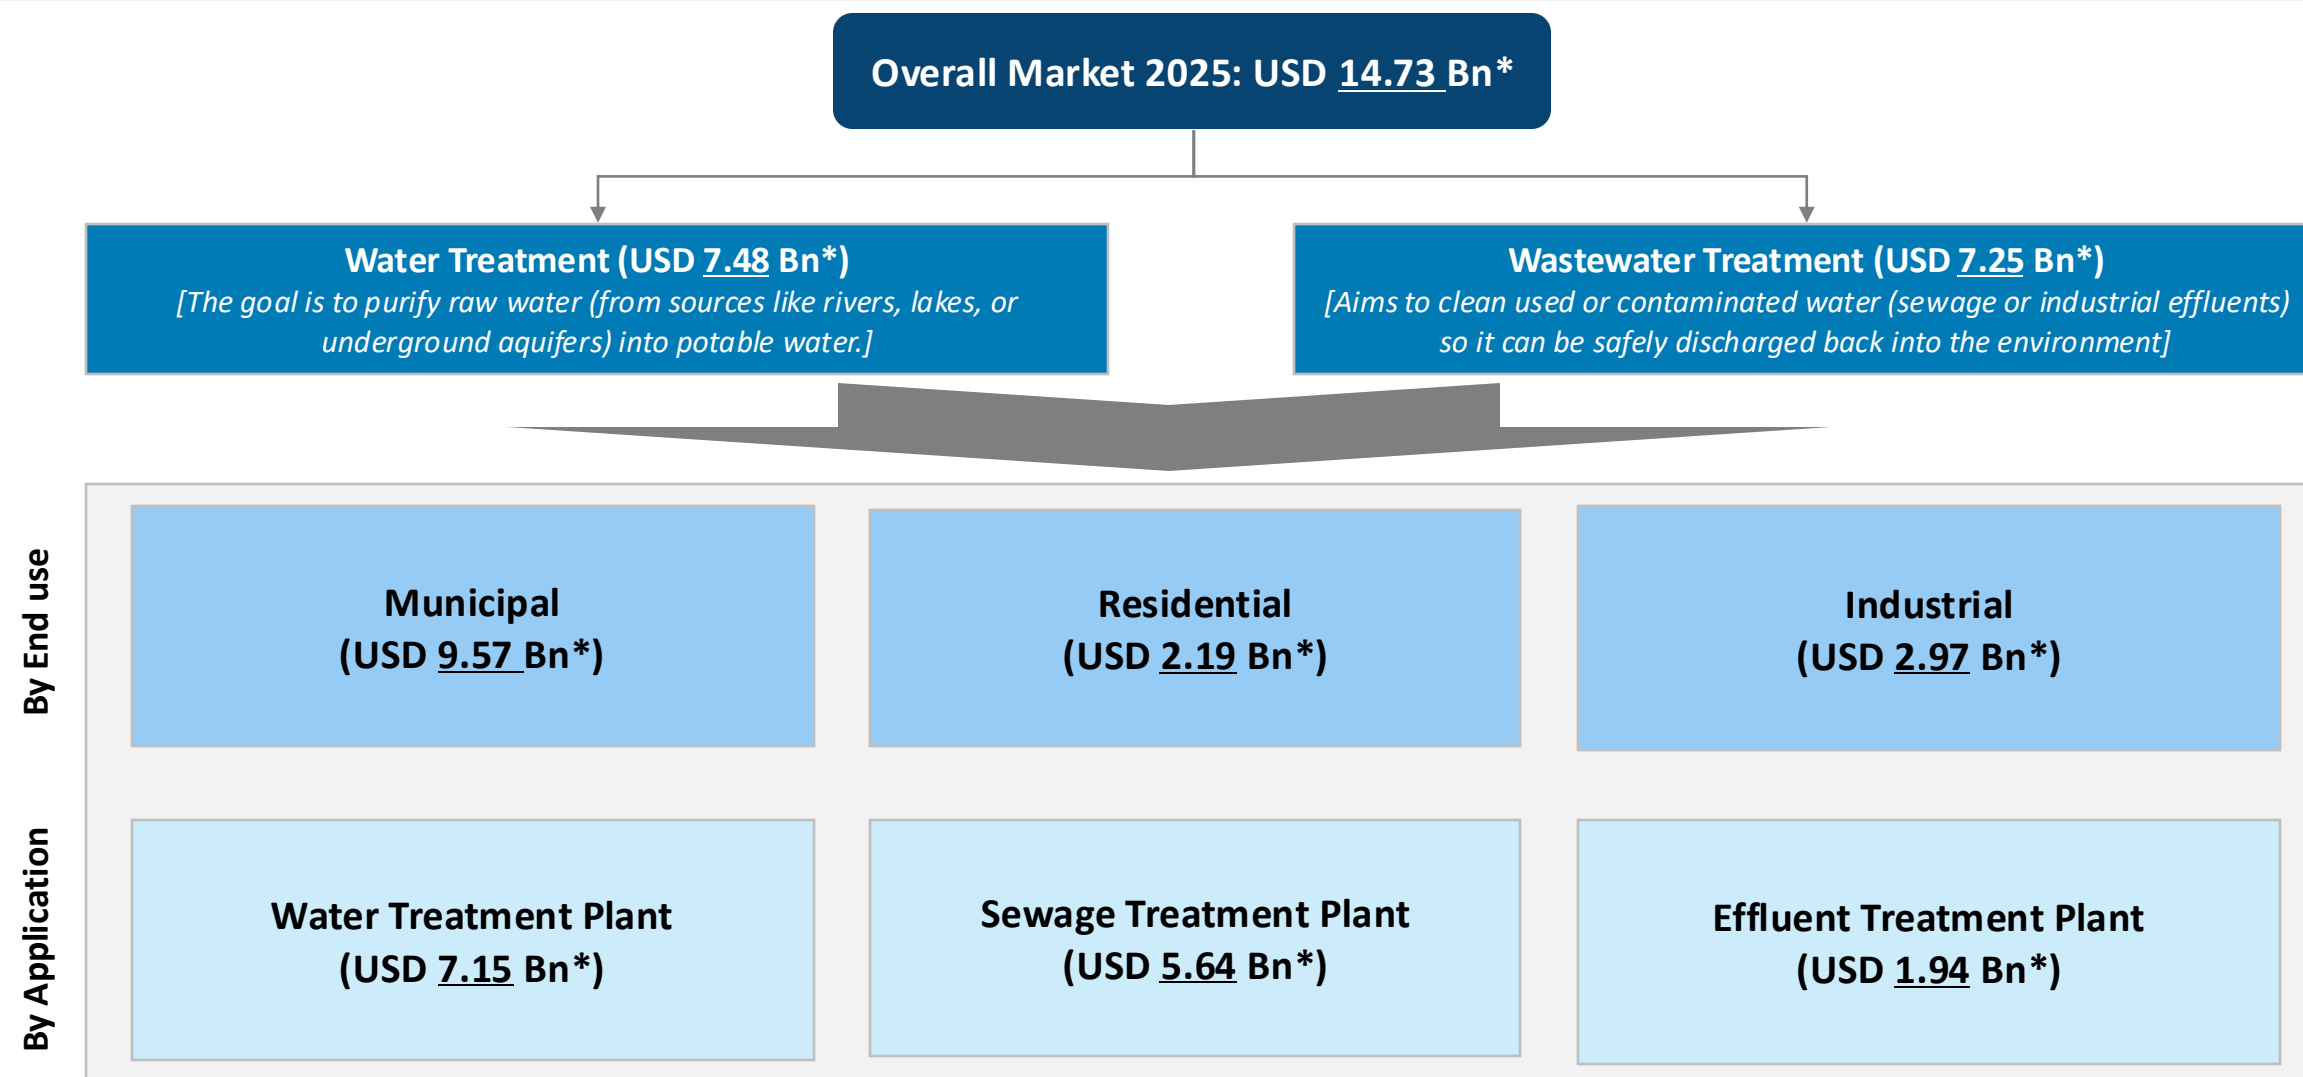 Overall Market 2025: USD 14.73 Bn*
Water Treatment (USD 7.48 Bn*)
[The goal is to purify raw water (from sources like rivers, lakes, or
underground aquifers) into potable water.]
Wastewater Treatment (USD 7.25 Bn*)
[Aims to clean used or contaminated water (sewage or industrial effluents)
so it can be safely discharged back into the environment]
By End use
Municipal
(USD 9.57 Bn*)
Residential
(USD 2.19 Bn*)
Industrial
(USD 2.97 Bn*)
By Application
Water Treatment Plant
(USD 7.15 Bn*)
Sewage Treatment Plant
(USD 5.64 Bn*)
Effluent Treatment Plant
(USD 1.94 Bn*)